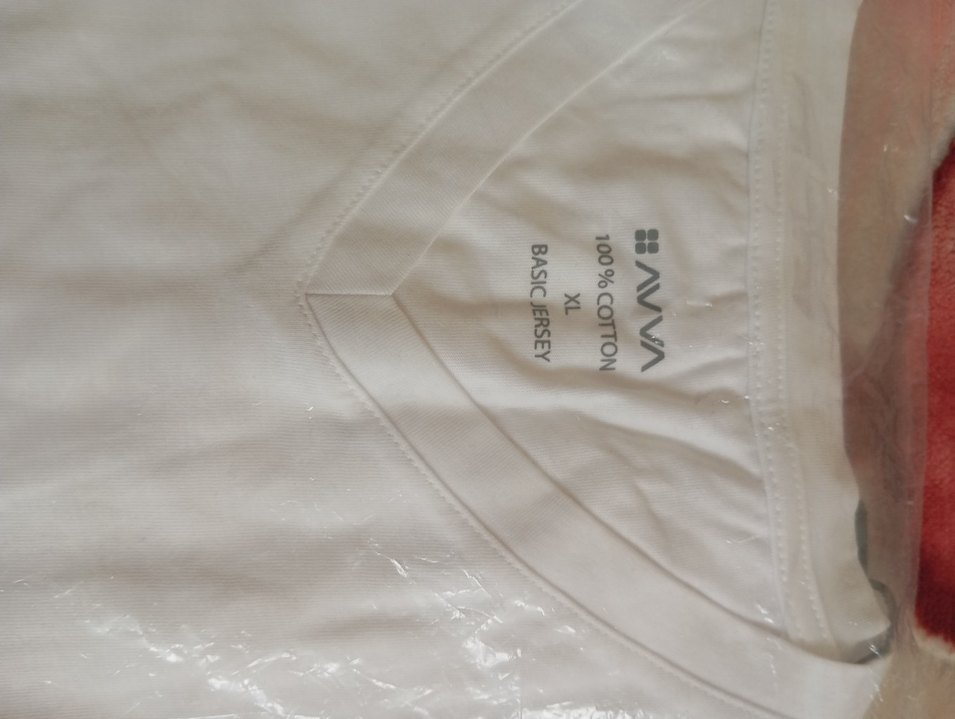 AVVA
100% COTTON
XL
BASIC JERSEY